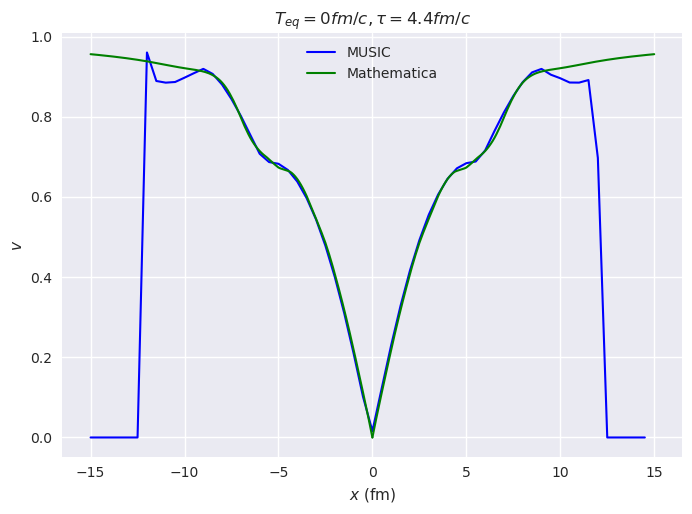 T_eq = 0fm/c, τ = 4.4fm/c
MUSIC
Mathematica
1.0
0.8
0.6
0.4
0.2
0.0
v
−15
−10
−5
0
5
10
15
x (fm)